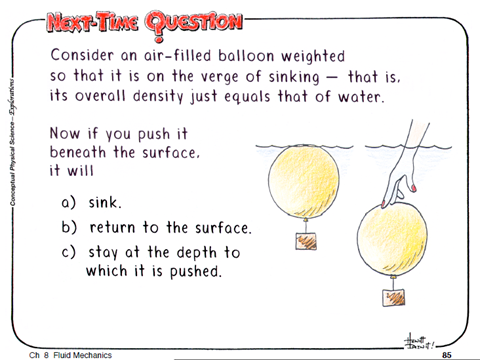 NEXT-TIME QUESTION
Consider an air-filled balloon weighted
so that it is on the verge of sinking — that is,
its overall density just equals that of water.
Now if you push it
beneath the surface,
it will
a) sink.
b) return to the surface.
c) stay at the depth to
which it is pushed.
Conceptual Physical Science – Explorations
Ch 8 Fluid Mechanics
85